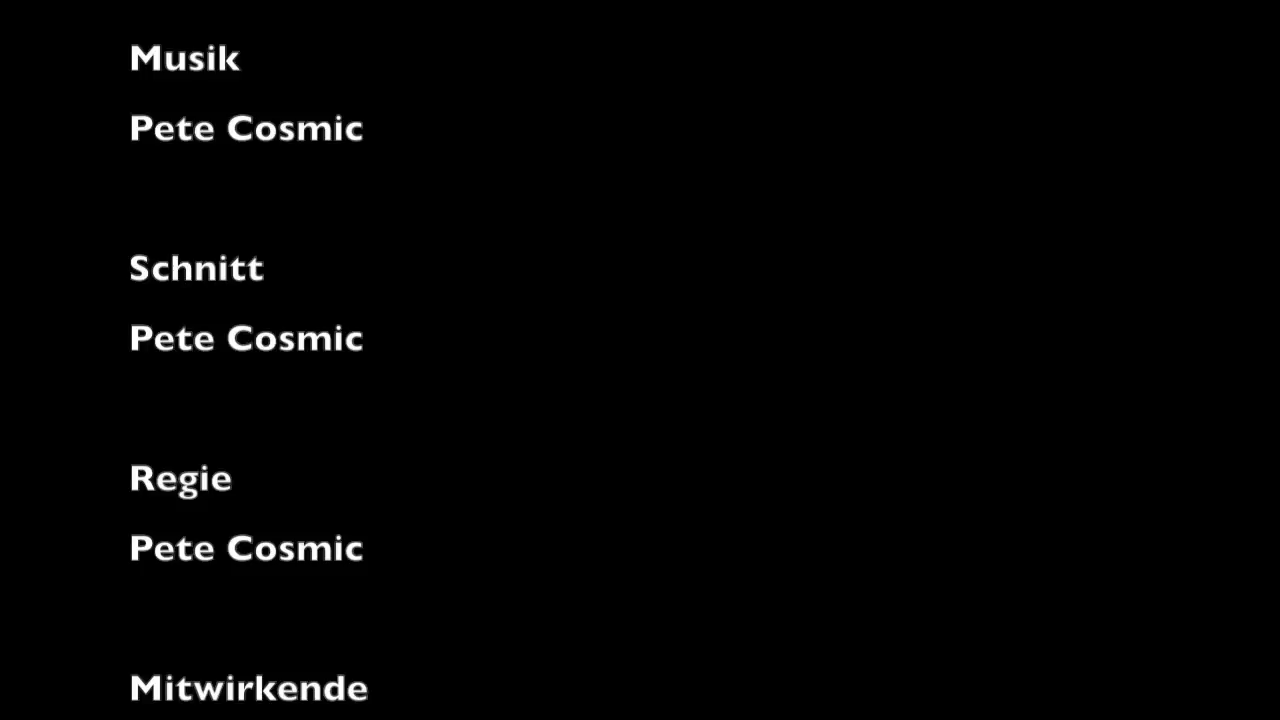 Musik
Pete Cosmic
Schnitt
Pete Cosmic
Regie
Pete Cosmic
Mitwirkende